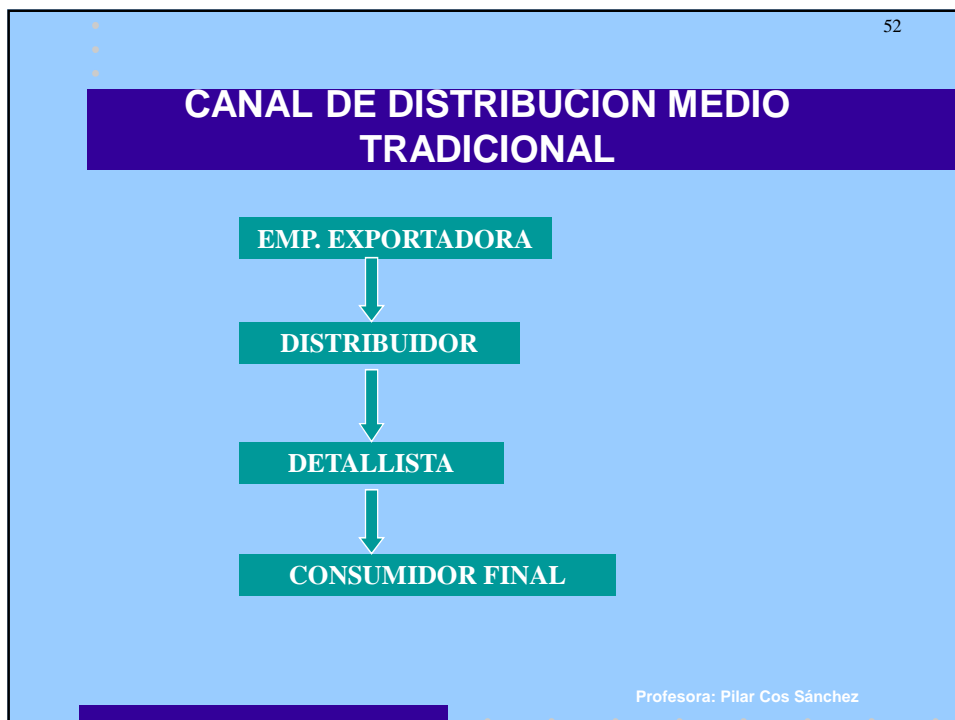 52
CANAL DE DISTRIBUCION MEDIO
TRADICIONAL
EMP. EXPORTADORA
DISTRIBUIDOR
DETALLISTA
CONSUMIDOR FINAL
Profesora: Pilar Cos Sánchez